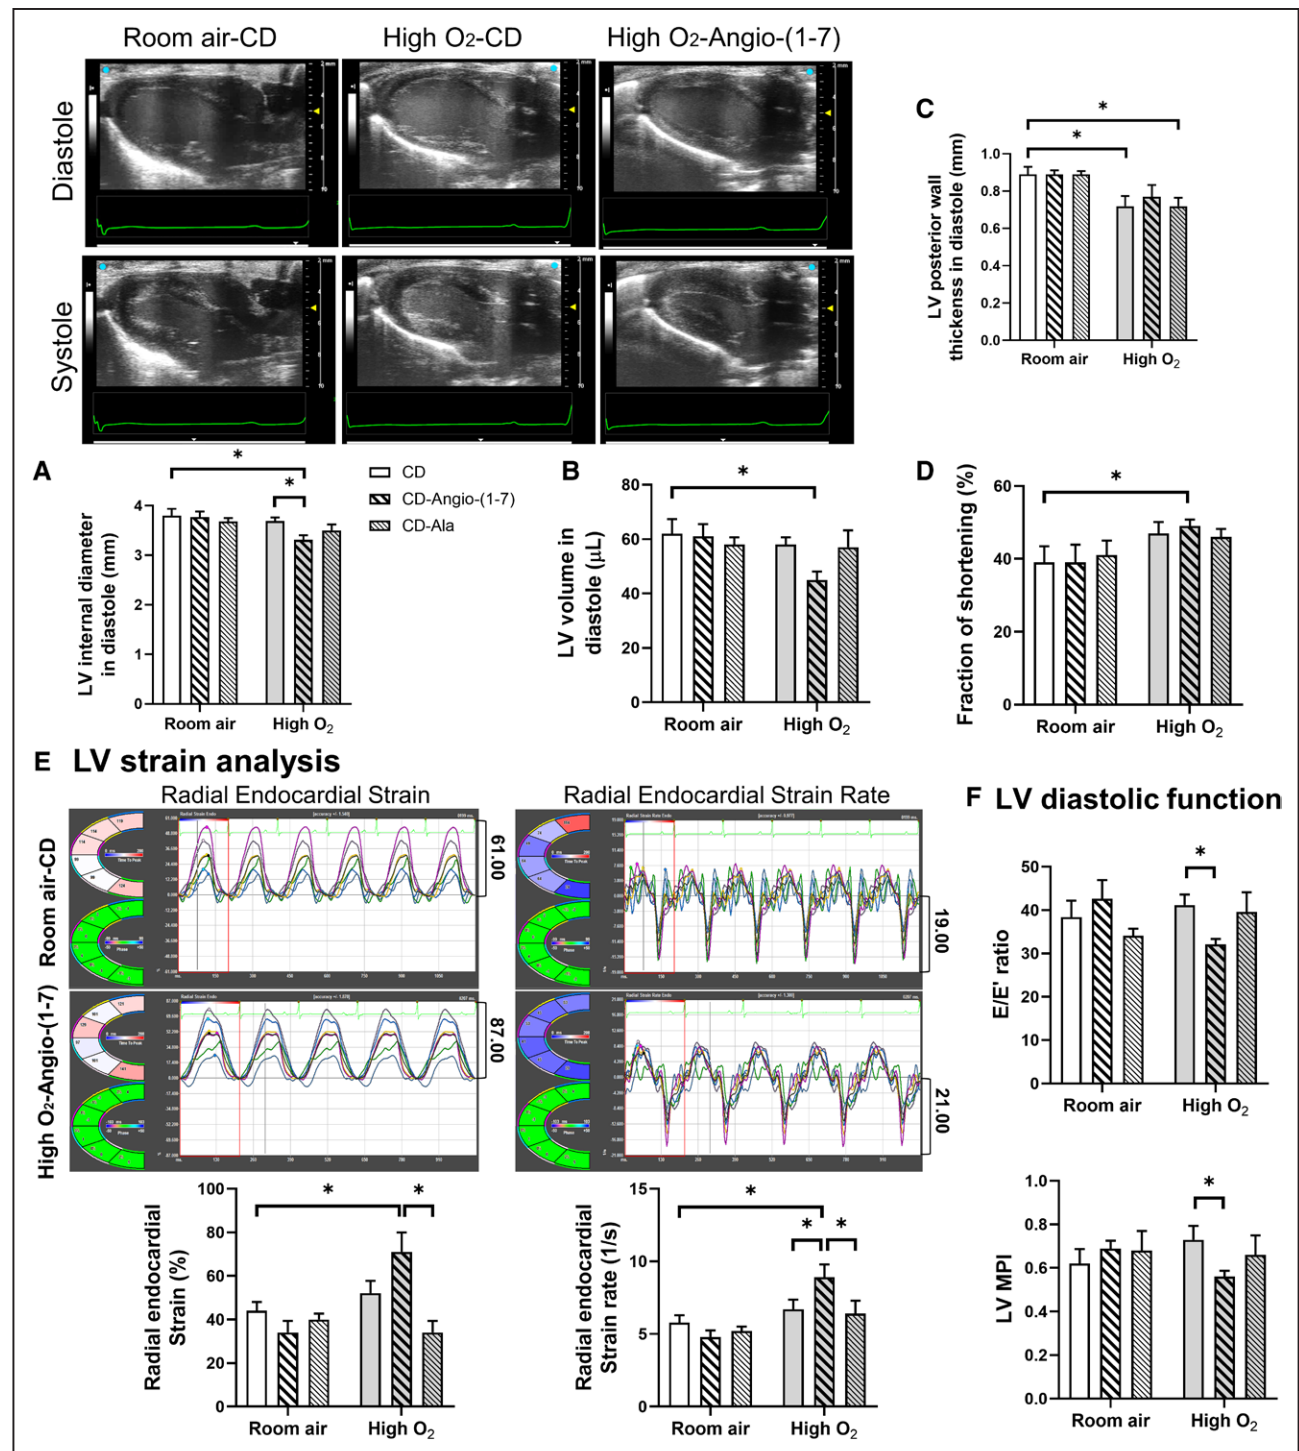 Room air-CD
High O2-CD
High O2-Angio-(1-7)
Diastole
Systole
A
LV internal diameter
in diastole (mm)
4
3
2
1
0
*
*
Room air
High O2
CD
CD-Angio-(1-7)
CD-Ala
B
LV volume in
diastole (µL)
80
60
40
20
0
*
Room air
High O2
C
LV posterior wall
thickenss in diastole (mm)
1.0
0.8
0.6
0.4
0.2
0.0
*
*
Room air
High O2
D
Fraction of shortening (%)
60
40
20
0
*
Room air
High O2
E LV strain analysis
Radial Endocardial Strain
Radial Endocardial Strain Rate
Room air-CD
61.00
19.00
High O2-Angio-(1-7)
87.00
21.00
Radial endocardial
Strain (%)
100
80
60
40
20
0
*
*
Room air
High O2
Radial endocardial
Strain rate (1/s)
15
10
5
0
*
*
*
Room air
High O2
F LV diastolic function
E/E' ratio
50
40
30
20
10
0
*
Room air
High O2
LV MPI
1.0
0.8
0.6
0.4
0.2
0.0
*
Room air
High O2